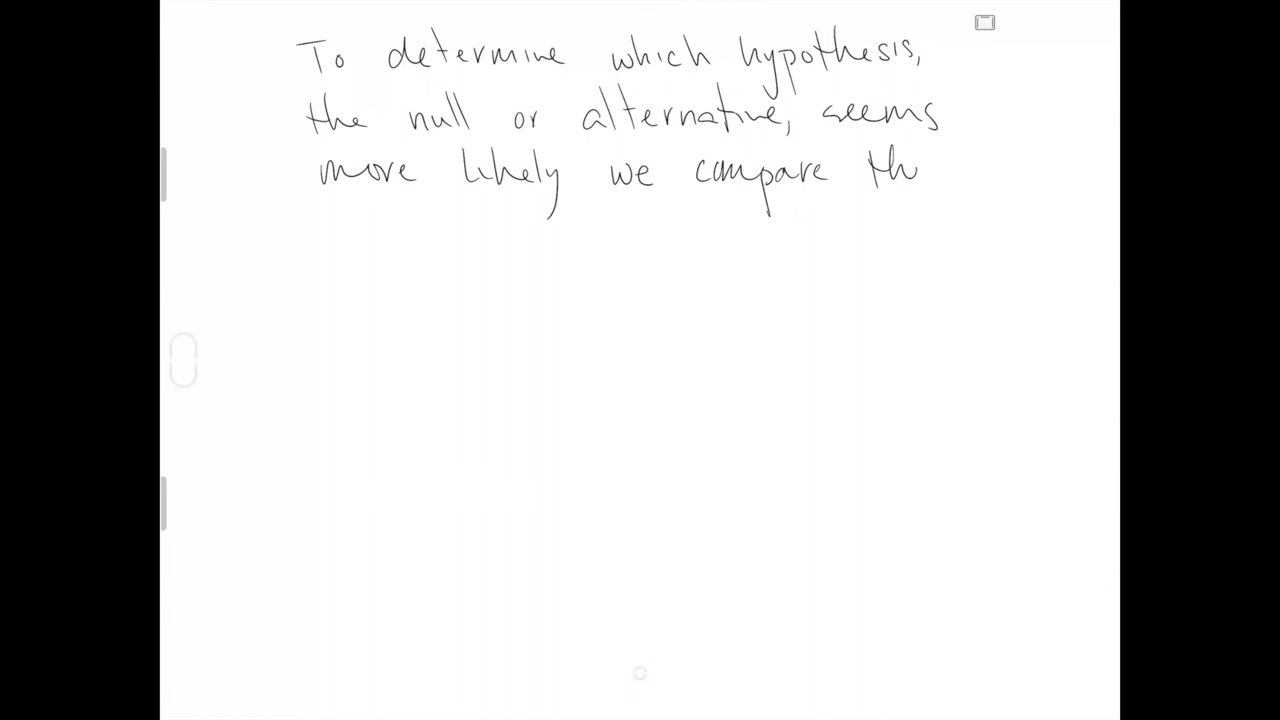 To determine which hypothesis,
the null or alternative, seems
more likely we compare th